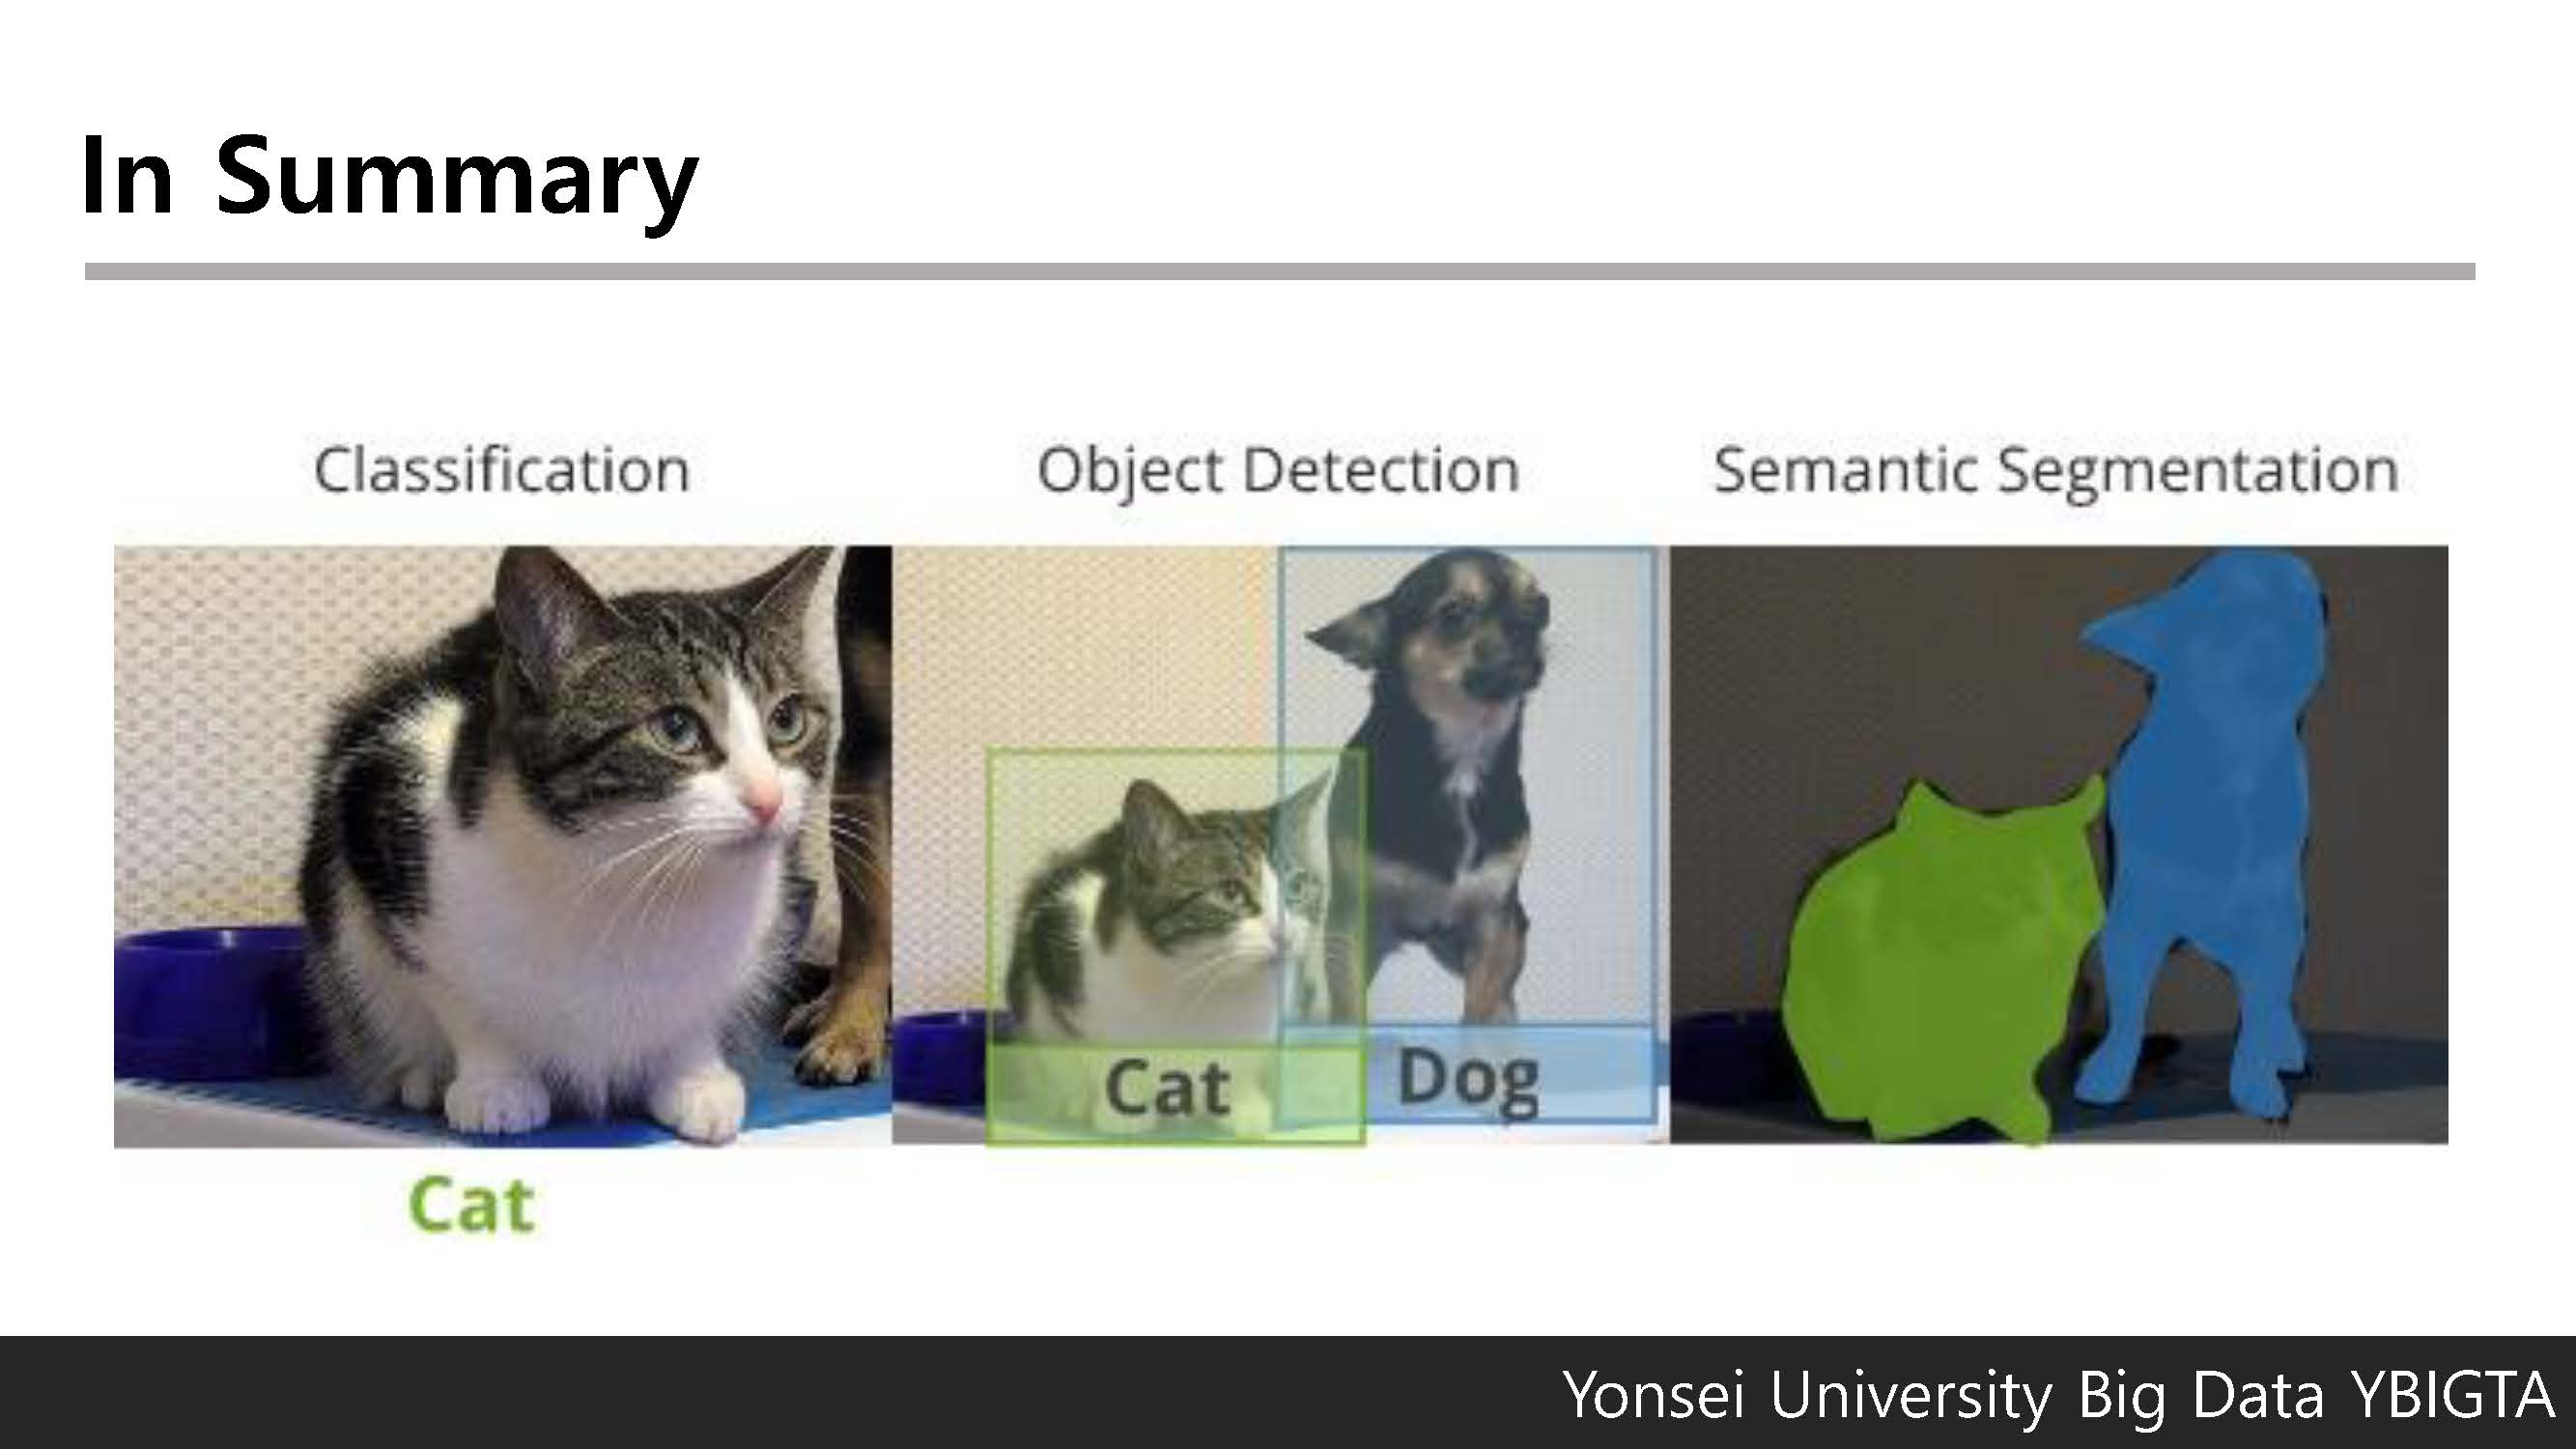 In Summary
Classification
Object Detection
Semantic Segmentation
Cat
Dog
Cat
Yonsei University Big Data YBIGTA